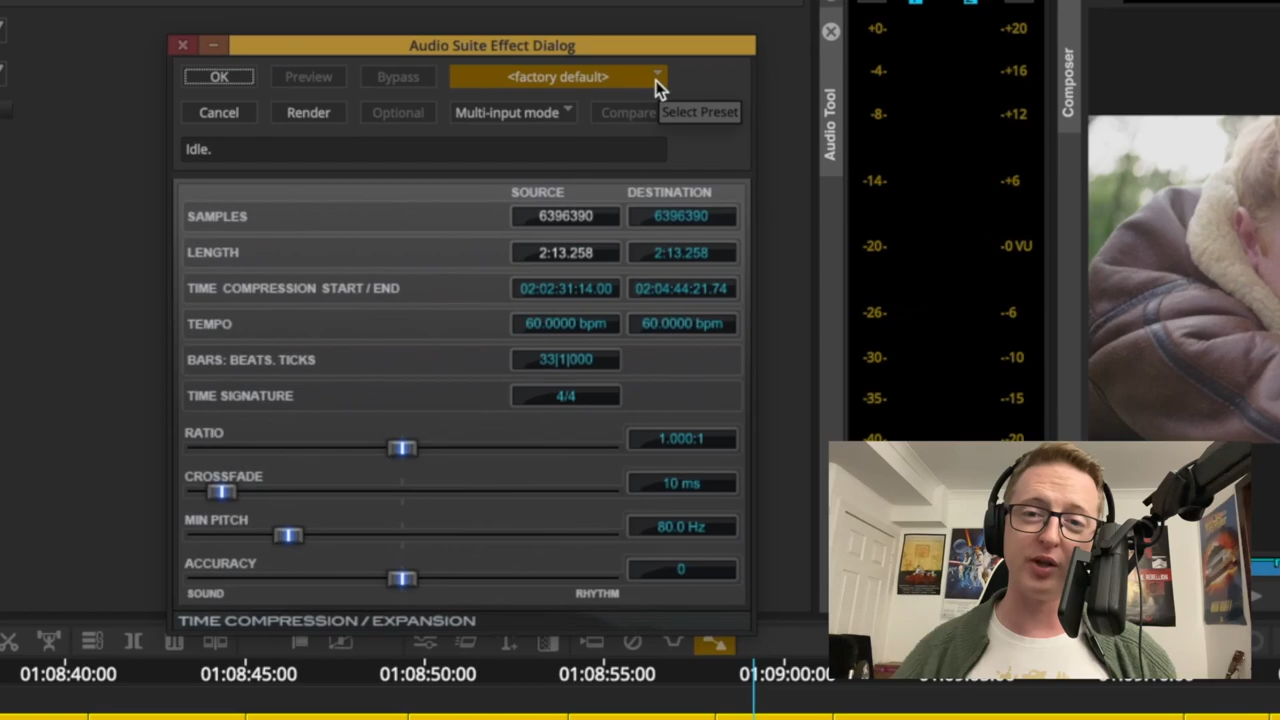 Audio Suite Effect Dialog
OK
Preview
Bypass
<factory default>
Cancel
Render
Optional
Multi-input mode
Compare
Select Preset
Idle.
SOURCE
DESTINATION
SAMPLES
6396390
6396390
LENGTH
2:13.258
2:13.258
TIME COMPRESSION START / END
02:02:31:14.00
02:04:44:21.74
TEMPO
60.0000 bpm
60.0000 bpm
BARS: BEATS. TICKS
33|1|000
TIME SIGNATURE
4/4
RATIO
1.000:1
CROSSFADE
10 ms
MIN PITCH
80.0 Hz
ACCURACY
0
SOUND
RHYTHM
TIME COMPRESSION / EXPANSION
Audio Tool
+0-
-+20
-4-
-+16
-8-
-+12
-14-
-+6
-20-
-0 VU
-26-
--6
-30-
--10
-35-
--15
-40-
--20
Composer
01:08:40:00
01:08:45:00
01:08:50:00
01:08:55:00
01:09:00:00